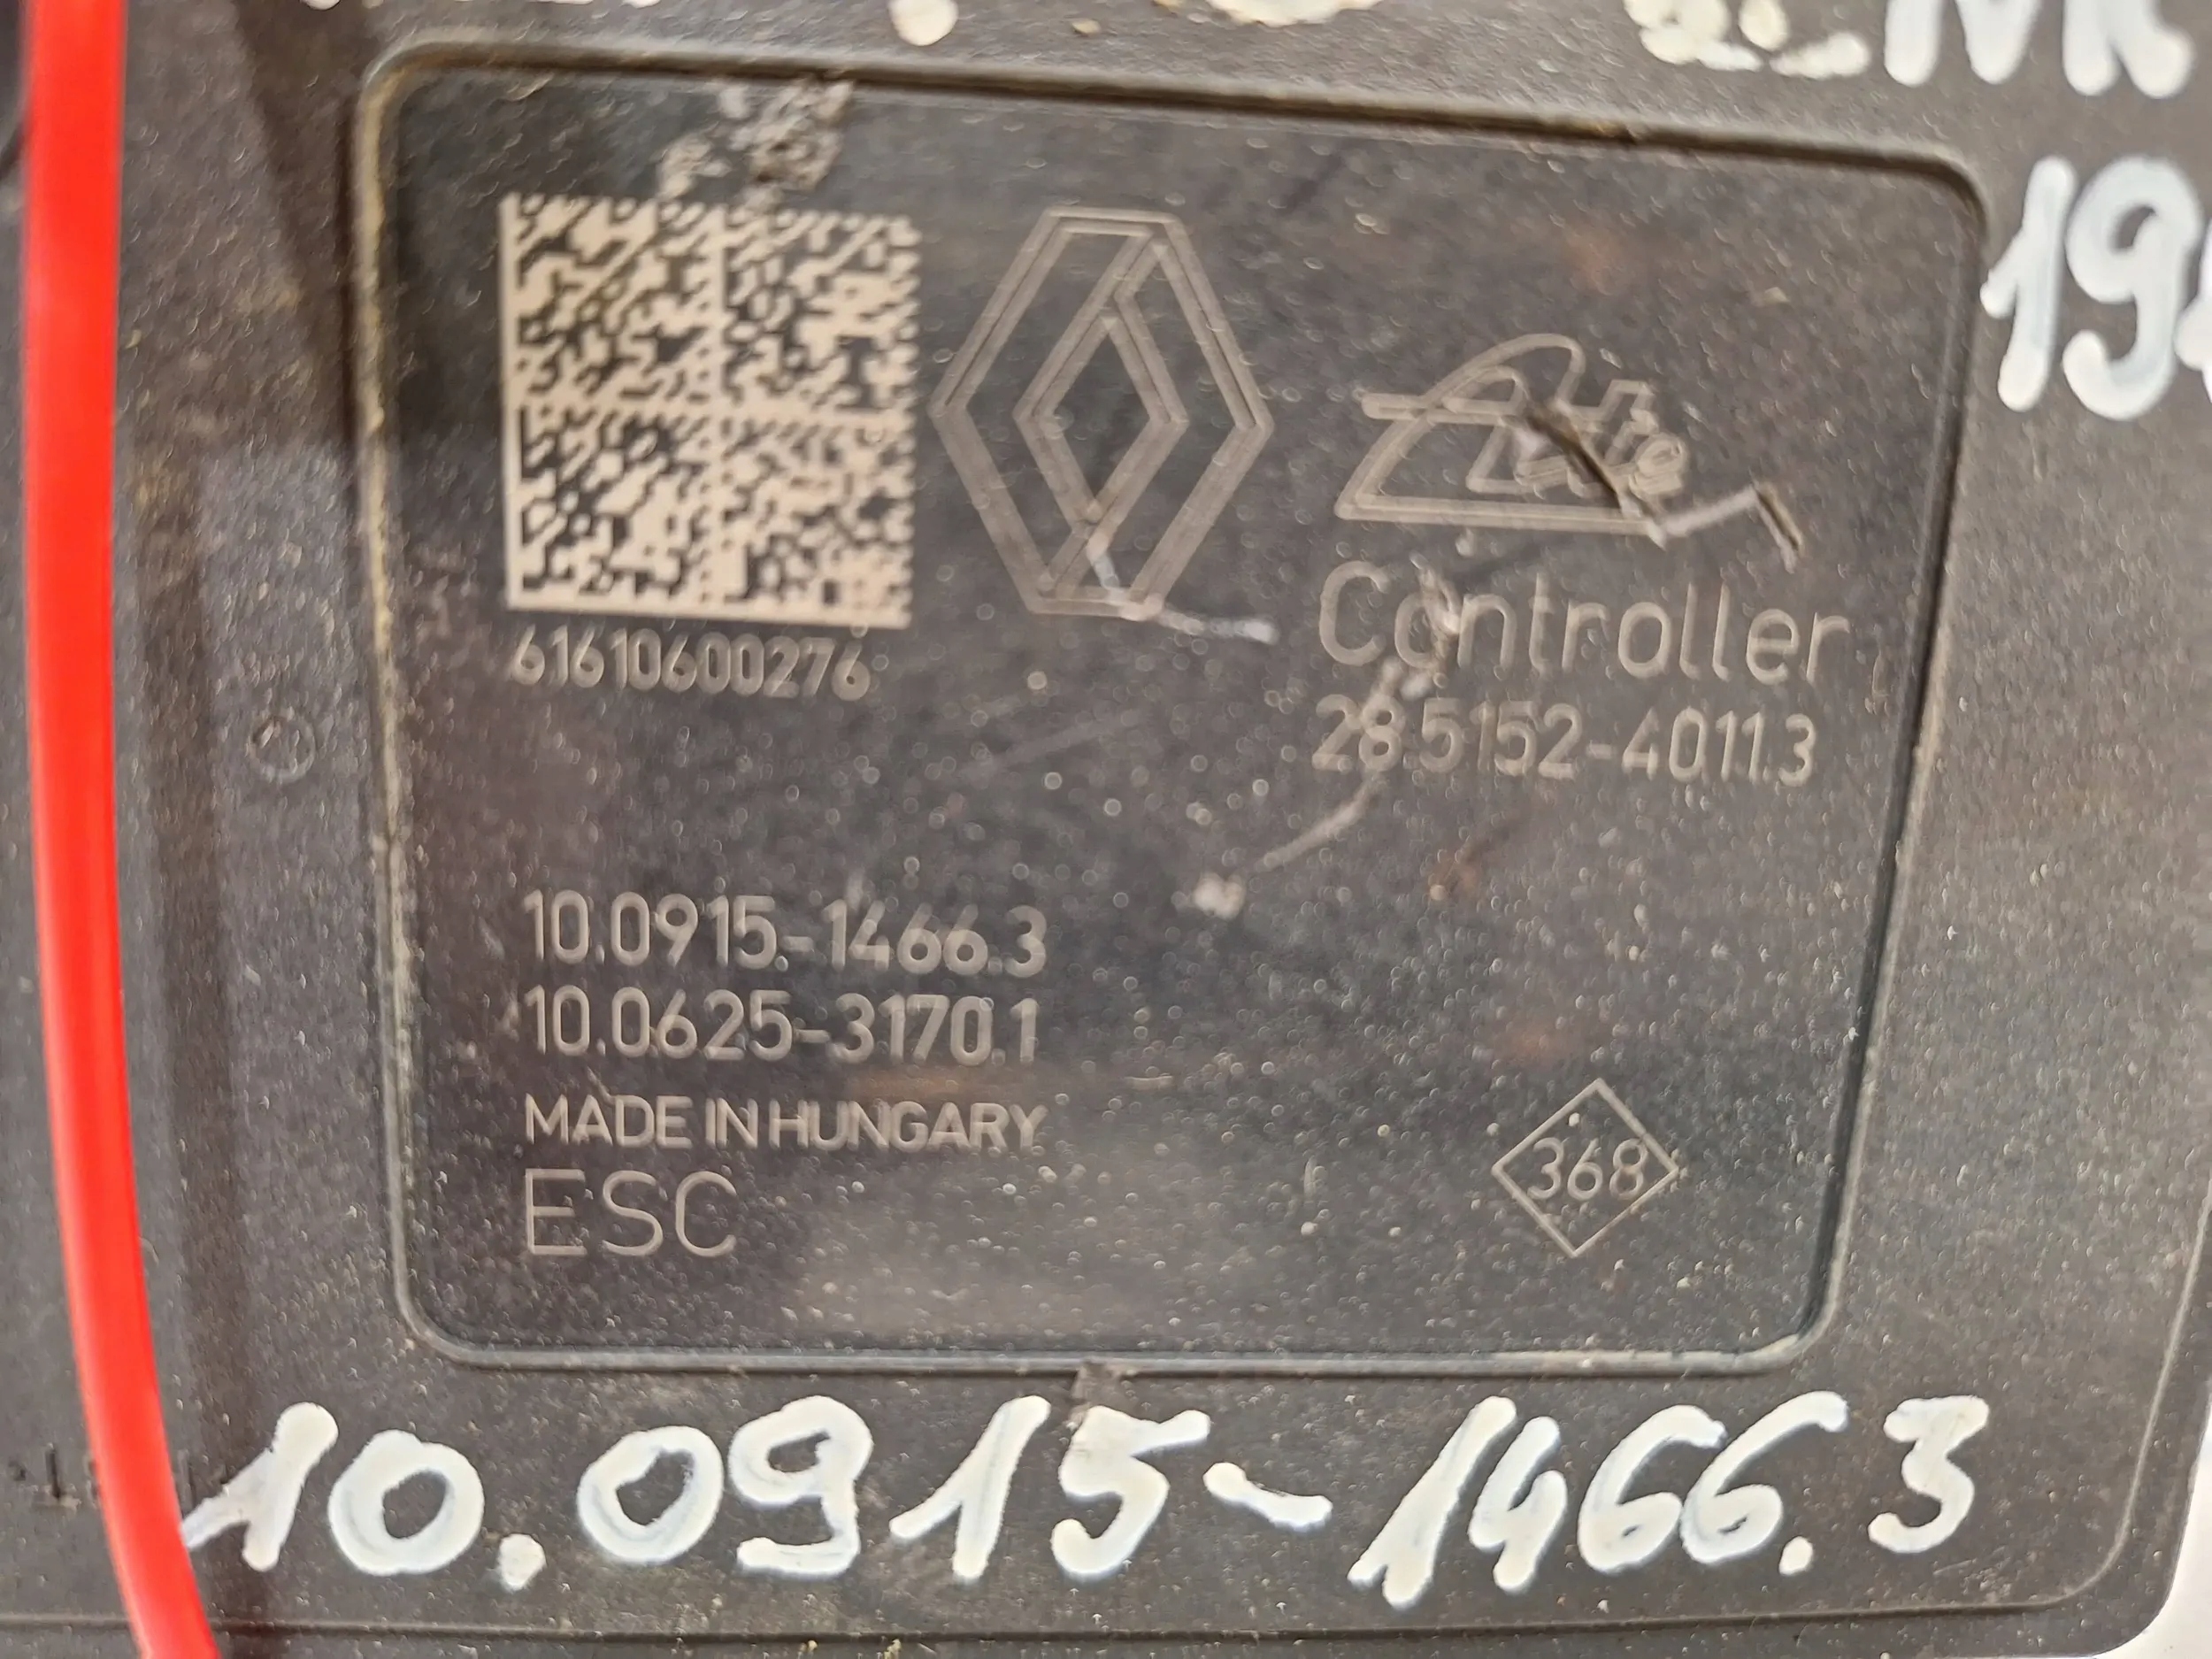 Ate
Controller
61610600276
28.5152-4011.3
10.0915-1466.3
10.0625-3170.1
MADE IN HUNGARY
ESC
368
10.0915-1466.3